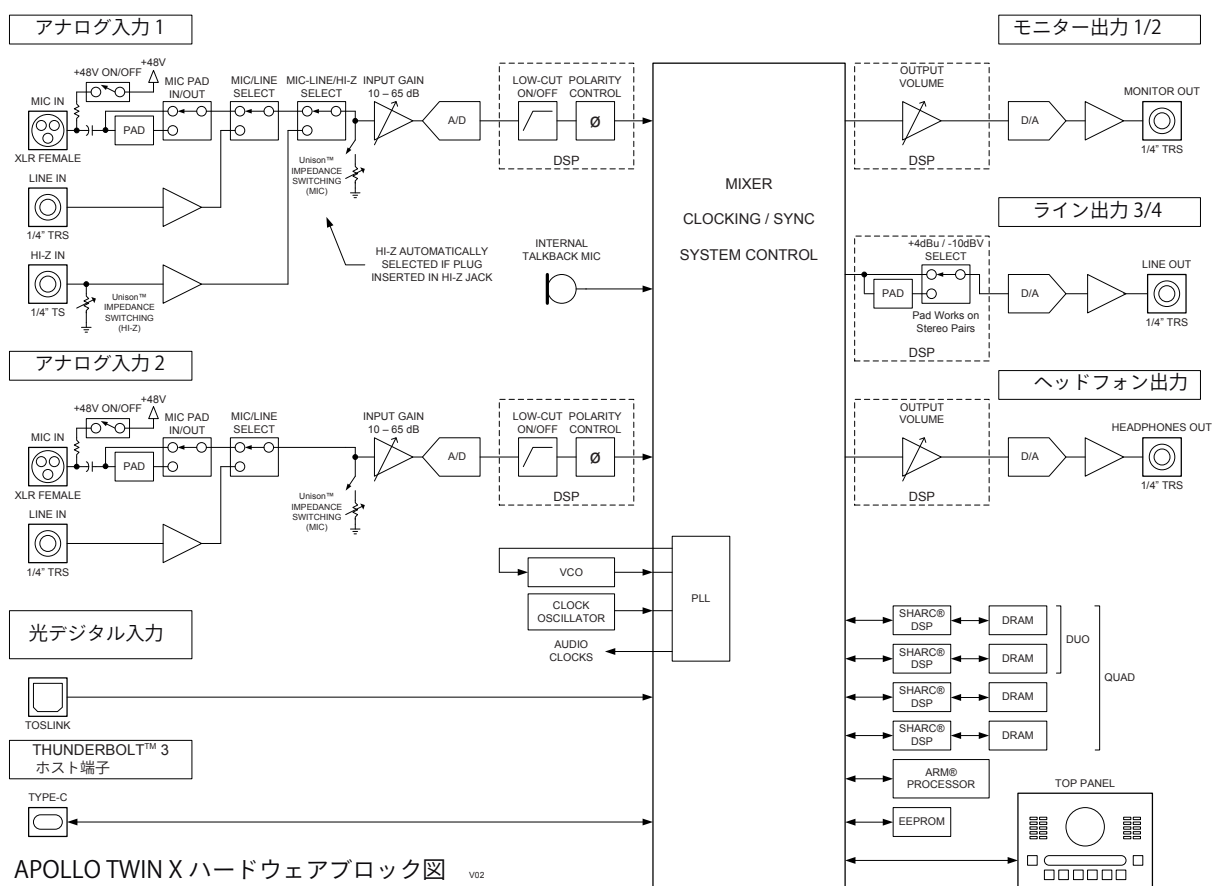 アナログ入力 1
+48V ON/OFF
+48V
MIC PAD
IN/OUT
MIC/LINE
SELECT
MIC-LINE/HI-Z
SELECT
INPUT GAIN
10 – 65 dB
MIC IN
PAD
XLR FEMALE
A/D
LOW-CUT
ON/OFF
POLARITY
CONTROL
Ø
DSP
Unison™
IMPEDANCE
SWITCHING
(MIC)
LINE IN
1/4" TRS
HI-Z IN
1/4" TS
Unison™
IMPEDANCE
SWITCHING
(HI-Z)
HI-Z AUTOMATICALLY
SELECTED IF PLUG
INSERTED IN HI-Z JACK
INTERNAL
TALKBACK MIC
アナログ入力 2
+48V ON/OFF
+48V
MIC PAD
IN/OUT
MIC/LINE
SELECT
INPUT GAIN
10 – 65 dB
MIC IN
PAD
XLR FEMALE
A/D
LOW-CUT
ON/OFF
POLARITY
CONTROL
Ø
DSP
Unison™
IMPEDANCE
SWITCHING
(MIC)
LINE IN
1/4" TRS
光デジタル入力
TOSLINK
THUNDERBOLT™ 3
ホスト端子
TYPE-C
VCO
CLOCK
OSCILLATOR
AUDIO
CLOCKS
PLL
MIXER
CLOCKING / SYNC
SYSTEM CONTROL
モニター出力 1/2
OUTPUT
VOLUME
DSP
D/A
MONITOR OUT
1/4" TRS
ライン出力 3/4
+4dBu / -10dBV
SELECT
PAD
Pad Works on
Stereo Pairs
DSP
D/A
LINE OUT
1/4" TRS
ヘッドフォン出力
OUTPUT
VOLUME
DSP
D/A
HEADPHONES OUT
1/4" TRS
SHARC®
DSP
DRAM
SHARC®
DSP
DRAM
DUO
SHARC®
DSP
DRAM
SHARC®
DSP
DRAM
QUAD
ARM®
PROCESSOR
EEPROM
TOP PANEL
APOLLO TWIN X ハードウェアブロック図 V02